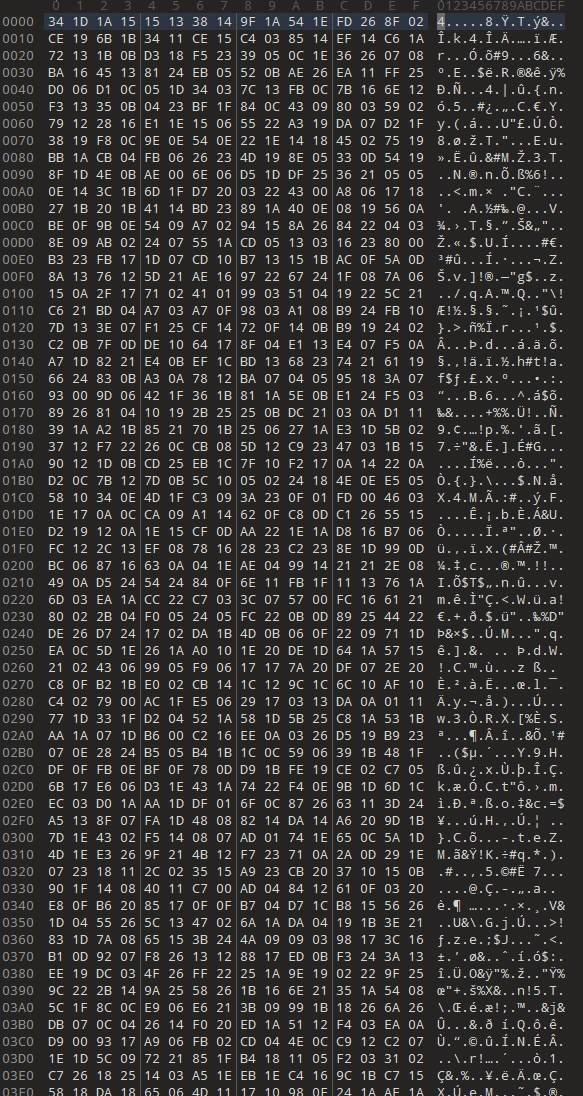 0 1 2 3 4 5 6 7 8 9 A B C D E F 0123456789ABCDEF
0000 34 1D 1A 15 15 13 38 14 9F 1A 54 1E FD 26 8F 02 4.....8.Ÿ.T.ý&..
0010 CE 19 6B 1B 34 11 CE 15 C4 03 85 14 EF 14 C6 1A Î.k.4.Î.Ä.….ï.Æ.
0020 72 13 1B 0B D3 18 F5 23 39 05 0C 1E 36 26 07 08 r...Ó.õ#9...6&..
0030 BA 16 45 13 81 24 EB 05 52 0B AE 26 EA 11 FF 25 º.E..$ë.R.®&ê.ÿ%
0040 D0 06 D1 0C 05 1D 34 03 7C 13 FB 0C 7B 16 6E 12 Ð.Ñ...4.|.û.{.n.
0050 F3 13 35 0B 04 23 BF 1F 84 0C 43 09 80 03 59 02 ó.5..#¿.„.C.€.Y.
0060 79 12 28 16 E1 1E 15 06 55 22 A3 19 DA 07 D2 1F y.(.á...U"£.Ú.Ò.
0070 38 19 F8 0C 9E 0E 54 0E 22 1E 14 18 45 02 75 19 8.ø.ž.T."...E.u.
0080 BB 1A CB 04 FB 06 26 23 4D 19 8E 05 33 0D 54 19 ».Ë.û.&#M.Ž.3.T.
0090 8F 1D 4E 0B AE 00 6E 06 D5 1D DF 25 36 21 05 05 ..N.®.n.Õ.ß%6!..
00A0 0E 14 3C 1B 6D 1F D7 20 03 22 43 00 A8 06 17 18 ..<.m.× ."C.¨...
00B0 27 1B 20 1B 41 14 BD 23 89 1A 40 0E 08 19 56 0A '. .A.½#‰.@...V.
00C0 BE 0F 9B 0E 54 09 A7 02 94 15 8A 26 84 22 04 03 ¾.›.T.§.”.Š&„"..
00D0 8E 09 AB 02 24 07 55 1A CD 05 13 03 16 23 80 00 Ž.«.$.U.Í....#€.
00E0 B3 23 FB 17 1D 07 CD 10 B7 13 15 1B AC 0F 5A 0D ³#û...Í.·...¬.Z.
00F0 8A 13 76 12 5D 21 AE 16 97 22 67 24 1F 08 7A 06 Š.v.]!®.—"g$..z.
0100 15 0A 2F 17 71 02 41 01 99 03 51 04 19 22 5C 21 ../.q.A.™.Q.."\!
0110 C6 21 BD 04 A7 03 A7 0F 98 03 A1 08 B9 24 FB 10 Æ!½.§.§.˜.¡.¹$û.
0120 7D 13 3E 07 F1 25 CF 14 72 0F 14 0B B9 19 24 02 }.>.ñ%Ï.r...¹.$.
0130 C2 0B 7F 0D DE 10 64 17 8F 04 E1 13 E4 07 F5 0A Â...Þ.d...á.ä.õ.
0140 A7 1D 82 21 E4 0B EF 1C BD 13 68 23 74 21 61 19 §.‚!ä.ï.½.h#t!a.
0150 66 24 83 0B A3 0A 78 12 BA 07 04 05 95 18 3A 07 f$ƒ.£.x.º...•.:.
0160 93 00 9D 06 42 1F 36 1B 81 1A 5E 0B E1 24 F5 03 “...B.6...^.á$õ.
0170 89 26 81 04 10 19 2B 25 25 0B DC 21 03 0A D1 11 ‰&....+%%.Ü!..Ñ.
0180 39 1A A2 1B 85 21 70 1B 25 06 27 1A E3 1D 5B 02 9.¢.…!p.%.'.ã.[.
0190 37 12 F7 22 26 0C CB 08 5D 12 C9 23 47 03 1B 15 7.÷"&.Ë.].É#G...
01A0 90 12 1D 0B CD 25 EB 1C 7F 10 F2 17 0A 14 22 0A ....Í%ë...ò...".
01B0 D2 0C 7B 12 7D 0B 5C 10 05 02 24 18 4E 0E E5 05 Ò.{.}.\...$.N.å.
01C0 58 10 34 0E 4D 1F C3 09 3A 23 0F 01 FD 00 46 03 X.4.M.Ã.:#..ý.F.
01D0 1E 17 0A 0C CA 09 A1 14 62 0F C8 0D C1 26 55 15 ....Ê.¡.b.È.Á&U.
01E0 D2 19 12 0A 1E 15 CF 0D AA 22 1E 1A D8 16 B7 06 Ò.....Ï.ª"..Ø.·.
01F0 FC 12 2C 13 EF 08 78 16 28 23 C2 23 8E 1D 99 0D ü.,.ï.x.(#Â#Ž.™.
0200 BC 06 87 16 63 0A 04 1E AE 04 99 14 21 21 2E 08 ¼.‡.c...®.™.!!..
0210 49 0A D5 24 54 24 84 0F 6E 11 FB 1F 11 13 76 1A I.Õ$T$„.n.û...v.
0220 6D 03 EA 1A CC 22 C7 03 3C 07 57 00 FC 16 61 21 m.ê.Ì"Ç.<.W.ü.a!
0230 80 02 2B 04 F0 05 24 05 FC 22 0B 0D 89 25 44 22 €.+.ð.$.ü"..‰%D"
0240 DE 26 D7 24 17 02 DA 1B 4D 0B 06 0F 22 09 71 1D Þ&×$..Ú.M...".q.
0250 EA 0C 5D 1E 26 1A A0 10 1E 20 DE 1D 64 1A 57 15 ê.].&. .. Þ.d.W.
0260 21 02 43 06 99 05 F9 06 17 17 7A 20 DF 07 2E 20 !.C.™.ù...z ß.. 
0270 C8 0F B2 1B E0 02 CB 14 1C 12 9C 1C 6C 10 AF 10 È.².à.Ë...œ.l.¯.
0280 C4 02 79 00 AC 1F E5 06 29 17 03 13 DA 0A 01 11 Ä.y.¬.å.)...Ú...
0290 77 1D 33 1F D2 04 52 1A 58 1D 5B 25 C8 1A 53 1B w.3.Ò.R.X.[%È.S.
02A0 AA 1A 07 1D B6 00 C2 16 EE 0A 03 26 D5 19 B9 23 ª...¶.Â.î..&Õ.¹#
02B0 07 0E 28 24 B5 05 B4 1B 1C 0C 59 06 39 1B 48 1F ..($µ.´...Y.9.H.
02C0 DF 0F FB 0E BF 0F 78 0D D9 1B FE 19 CE 02 C7 05 ß.û.¿.x.Ù.þ.Î.Ç.
02D0 6B 17 E6 06 D3 1E 43 1A 74 22 F4 0E 9B 1D 6D 1C k.æ.Ó.C.t"ô.›.m.
02E0 EC 03 D0 1A AA 1D DF 01 6F 0C 87 26 63 11 3D 24 ì.Ð.ª.ß.o.‡&c.=$
02F0 A5 13 8F 07 FA 1D 48 08 82 14 DA 14 A6 20 9D 1B ¥...ú.H.‚.Ú.¦ ..
0300 7D 1E 43 02 F5 14 08 07 AD 01 74 1E 65 0C 5A 1D }.C.õ...-.t.e.Z.
0310 4D 1E E3 26 9F 21 4B 12 F7 23 71 0A 2A 0D 29 1E M.ã&Ÿ!K.÷#q.*.).
0320 07 23 18 11 2C 02 35 15 A9 23 CB 20 37 10 15 0B .#..,.5.©#Ë 7...
0330 90 1F 14 08 40 11 C7 00 AD 04 84 12 61 0F 03 20 ....@.Ç.-.„.a.. 
0340 E8 0F B6 20 85 17 0F 0F B7 04 D7 1C B8 15 56 26 è.¶ ….··.×.¸.V&
0350 1D 04 55 26 5C 13 47 02 6A 1A DA 04 19 1B 3E 21 ..U&\.G.j.Ú...>!
0360 83 1D 7A 08 65 15 3B 24 4A 09 09 03 98 17 3C 16 ƒ.z.e.;$J...˜.<.
0370 B1 0D 92 07 F8 26 13 12 88 17 ED 0B F3 24 3A 13 ±.’.ø&..ˆ.í.ó$:.
0380 EE 19 DC 03 4F 26 FF 22 25 1A 9E 19 02 22 9F 25 î.Ü.O&ÿ"%.ž.."Ÿ%
0390 9C 22 2B 14 9A 25 58 26 1B 16 6E 21 35 1A 54 08 œ"+.š%X&..n!5.T.
03A0 5C 1F 8C 0C E9 06 E6 21 3B 09 99 1B 18 26 6A 26 \.Œ.é.æ!;.™..&j&
03B0 DB 07 0C 04 26 14 F0 20 ED 1A 51 12 F4 03 EA 0A Û...&.ð í.Q.ô.ê.
03C0 D9 00 93 17 A9 06 FB 02 CD 04 4E 0C C9 12 C2 07 Ù.“.©.û.Í.N.É.Â.
03D0 1E 1D 5C 09 72 21 85 1F B4 18 11 05 F2 03 31 02 ..\.r!….´...ò.1.
03E0 C7 26 18 25 14 03 A5 1E EB 1E C4 16 9C 1B C7 15 Ç&.%..¥.ë.Ä.œ.Ç.
03F0 58 18 DA 18 65 06 4D 11 17 10 98 0E 24 1A AE 1A X.Ú.e.M...˜.$.®.